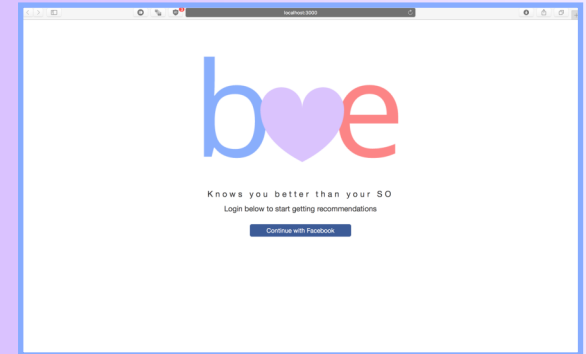 localhost:3000
b e
Knows you better than your SO
Login below to start getting recommendations
Continue with Facebook